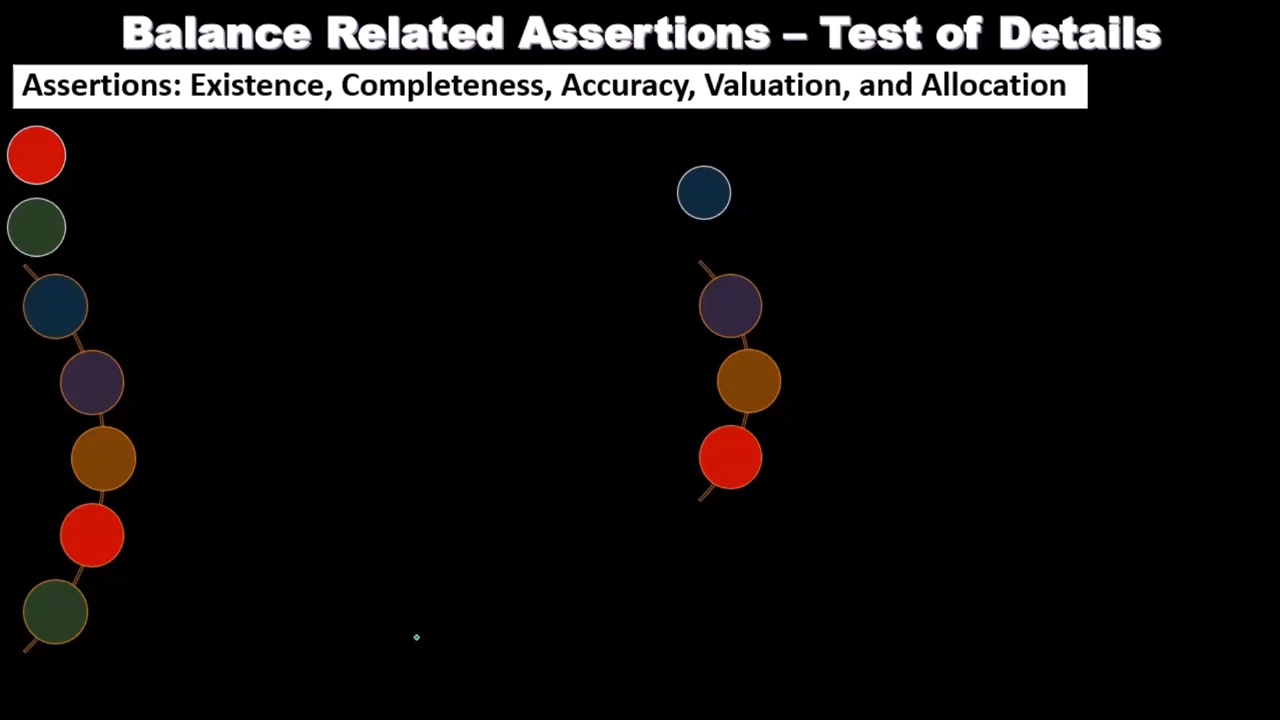 Balance Related Assertions – Test of Details
Assertions: Existence, Completeness, Accuracy, Valuation, and Allocation